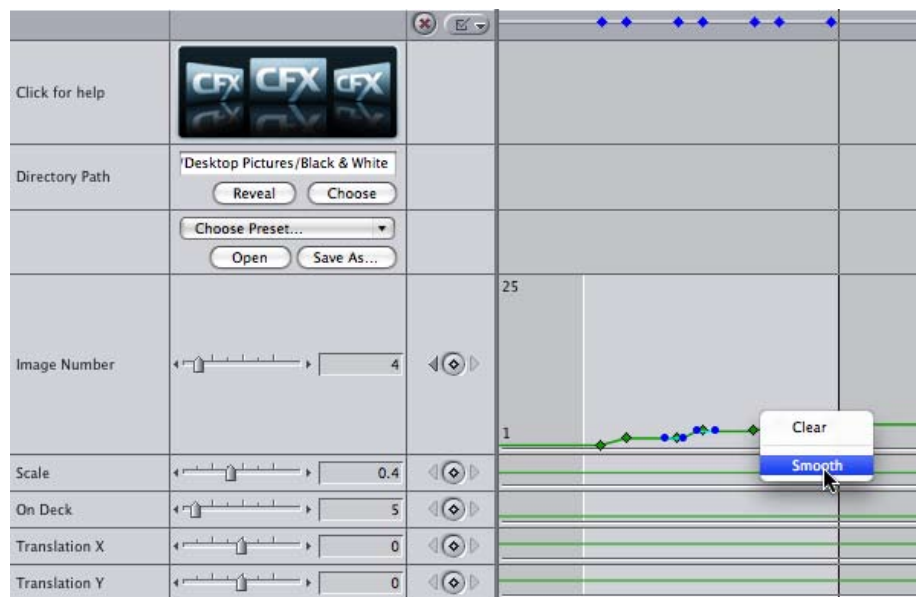 Click for help
CFX CFX CFX
Directory Path
'Desktop Pictures/Black & White
Reveal Choose
Choose Preset...
Open Save As...
25
Image Number
4
1
Clear
Smooth
Scale
0.4
On Deck
5
Translation X
0
Translation Y
0